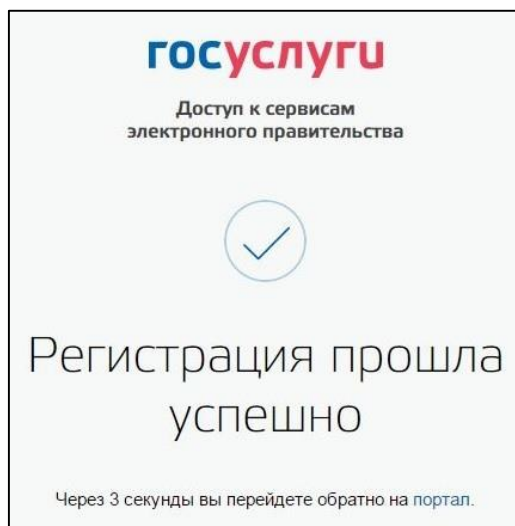 госуслуги
Доступ к сервисам
электронного правительства
Регистрация прошла
успешно
Через 3 секунды вы перейдете обратно на портал.